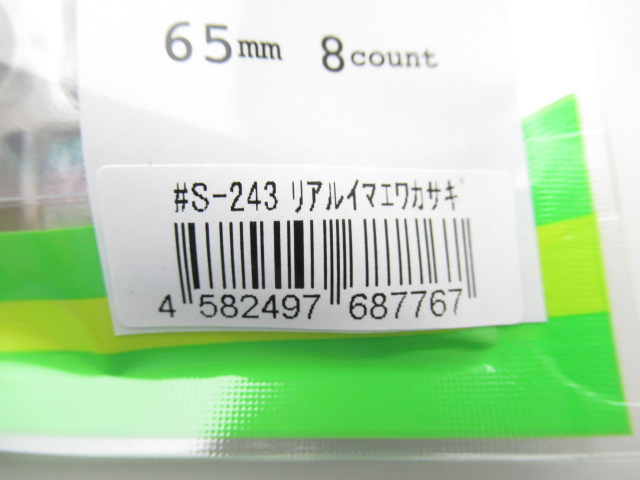 65mm 8count
#S-243 ﾘｱﾙｲﾏｴﾜｶｻｷﾞ
4 582497 687767